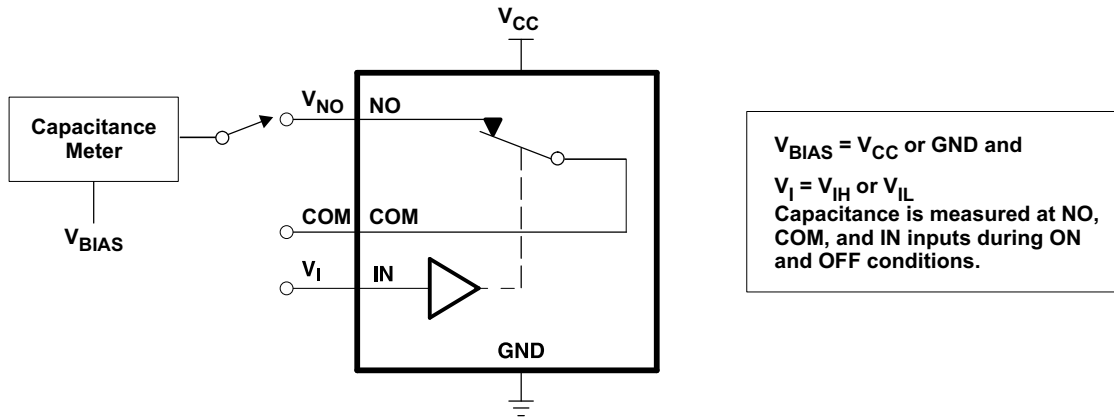 VCC
Capacitance
Meter
VBIAS
VNO NO
COM COM
VI IN
GND
VBIAS = VCC or GND and
VI = VIH or VIL
Capacitance is measured at NO,
COM, and IN inputs during ON
and OFF conditions.